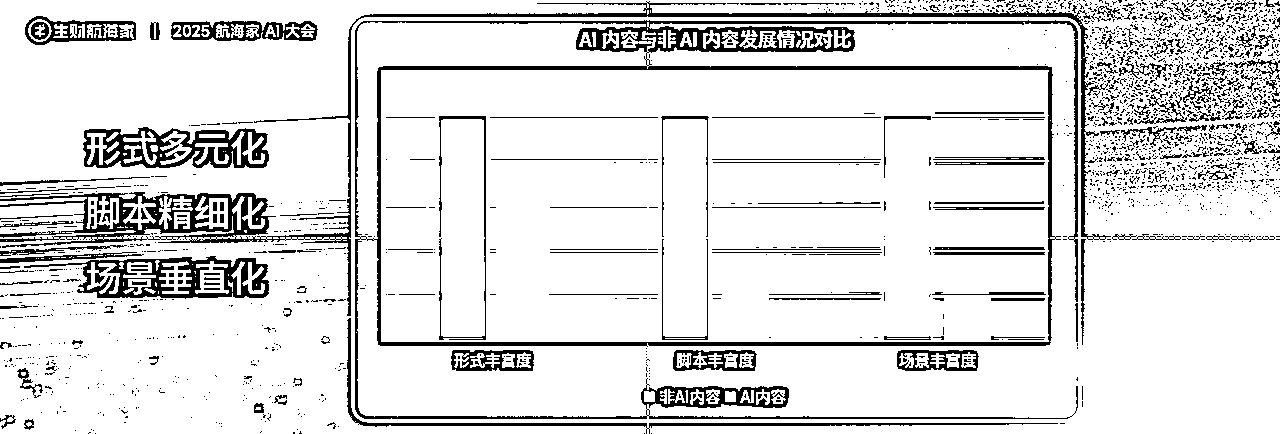 生财航海家 | 2025 航海家 AI 大会
AI 内容与非 AI 内容发展情况对比
形式多元化
脚本精细化
场景垂直化
形式丰富度 脚本丰富度 场景丰富度
非AI内容 AI内容